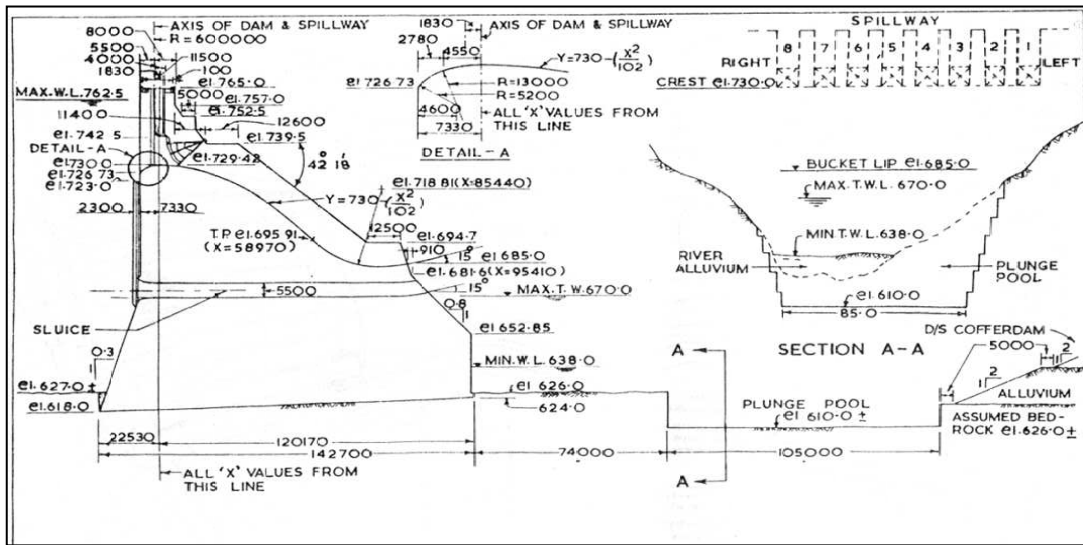 8000
AXIS OF DAM & SPILLWAY
R=600000
5500
4000
11500
1830
100
el.765.0
MAX.W.L.762.5
5000
el.757.0
el.752.5
11400
12600
el.742.5
el.739.5
DETAIL-A
el.730.0
el.729.42
el.726.73
el.723.0
42° 18'
2300
7330
Y=730-(X²/102)
el.718.81(X=85440)
T.P.el.695.91
(X=58970)
12500
el.694.7
910
15°
el.685.0
el.681.6(X=95410)
15°
5500
MAX.T.W.670.0
SLUICE
0.8
1
el.652.85
0.3
1
MIN.W.L.638.0
el.627.0±
el.626.0
el.618.0
624.0
22530
120170
142700
74000
105000
ALL 'X' VALUES FROM
THIS LINE
1830
AXIS OF DAM & SPILLWAY
2780
4550
Y=730-(X²/102)
el.726.73
R=13000
R=5200
4600
7330
ALL 'X' VALUES FROM
THIS LINE
DETAIL-A
SPILLWAY
8 7 6 5 4 3 2 1
RIGHT
LEFT
CREST el.730.0
BUCKET LIP el.685.0
MAX.T.W.L. 670.0
MIN.T.W.L.638.0
RIVER
ALLUVIUM
PLUNGE
POOL
el.610.0
85.0
SECTION A-A
D/S COFFERDAM
5000
2
1
2
1
A
A
ALLUVIUM
PLUNGE POOL
el 610.0 ±
ASSUMED BED-
ROCK el.626.0±